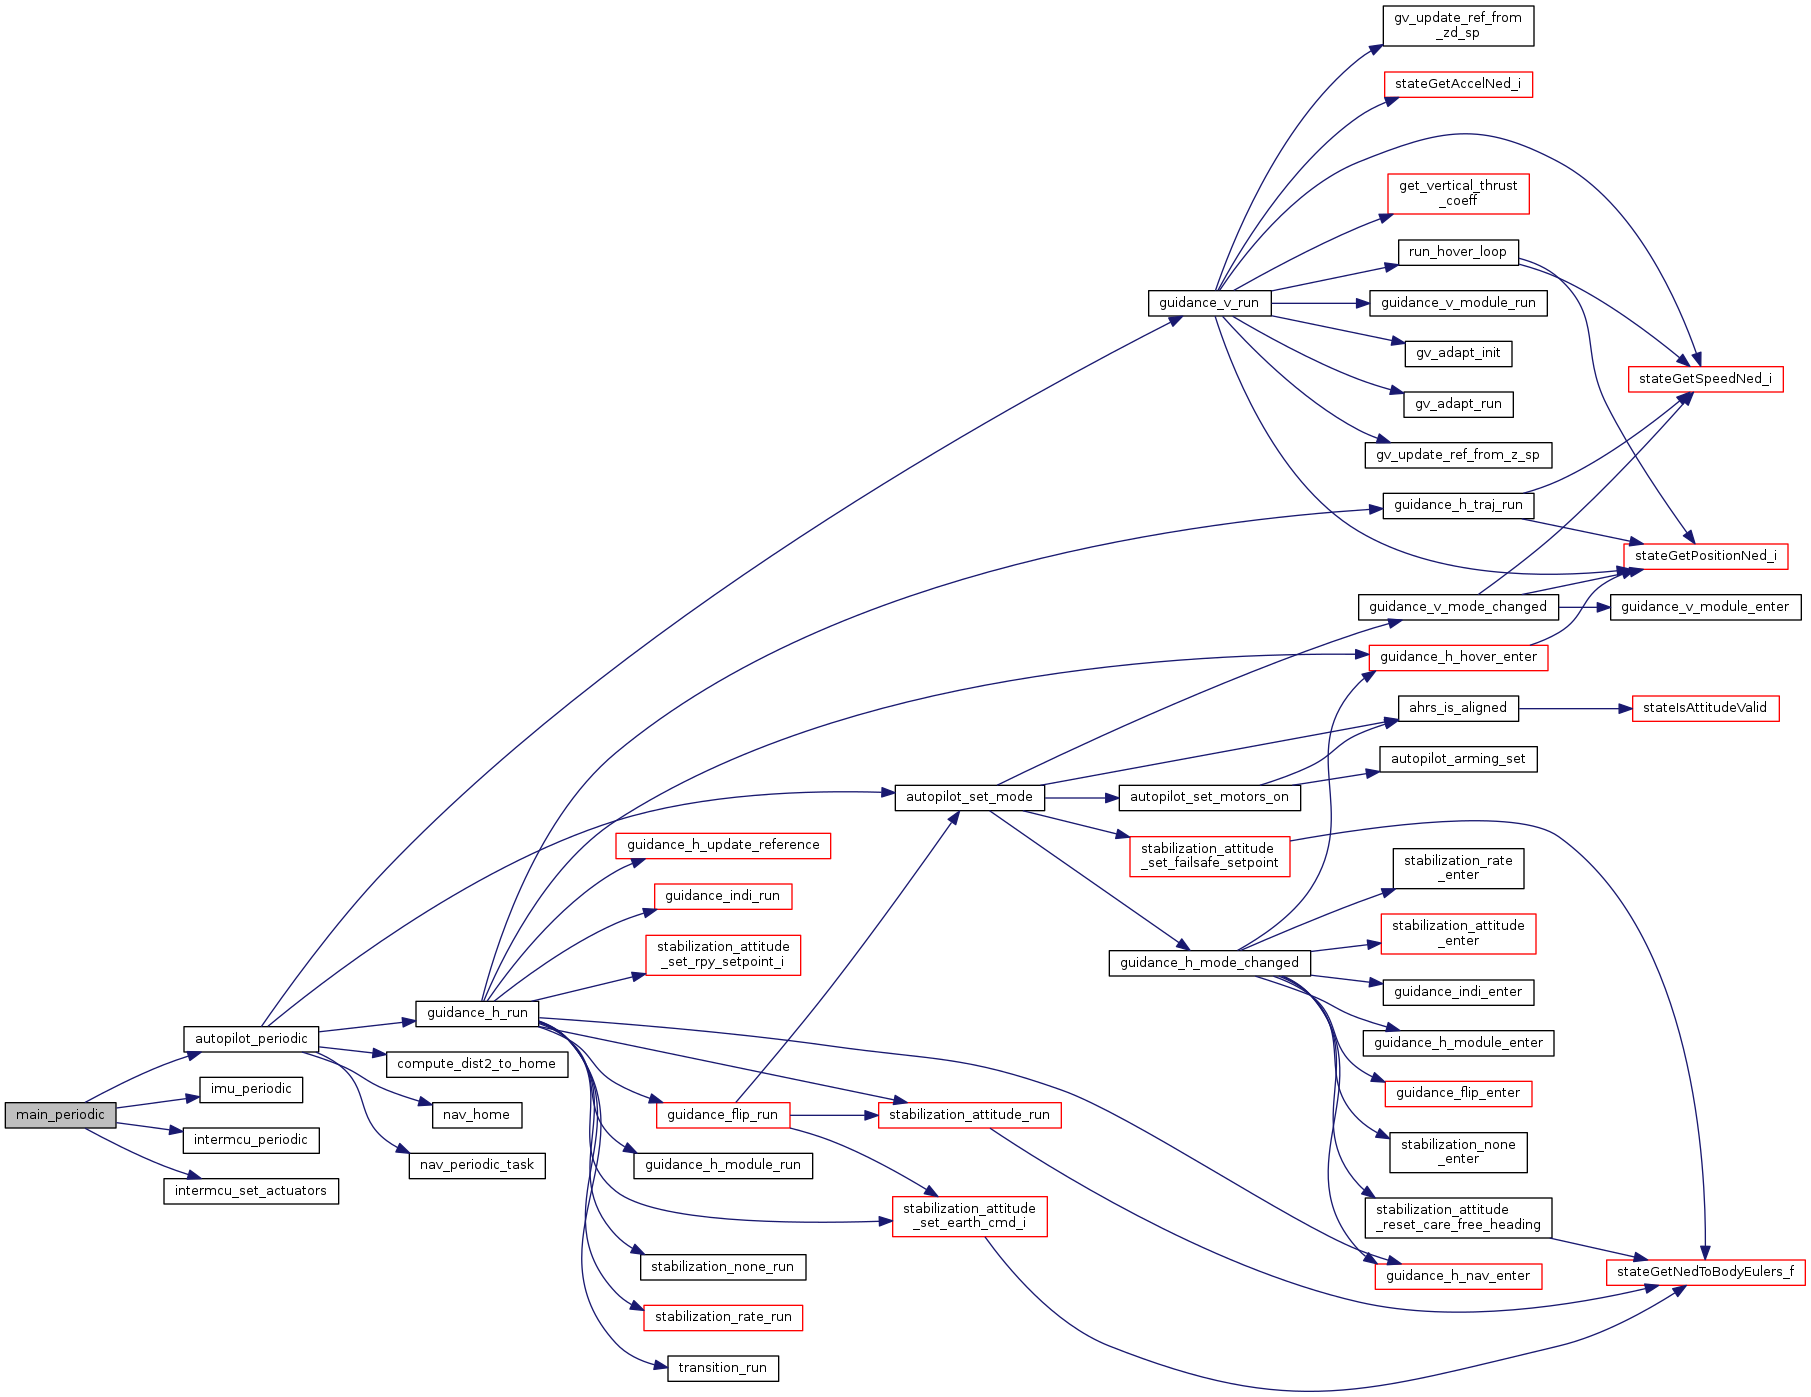 gv_update_ref_from
_zd_sp
stateGetAccelNed_i
get_vertical_thrust
_coeff
run_hover_loop
guidance_v_run
guidance_v_module_run
gv_adapt_init
stateGetSpeedNed_i
gv_adapt_run
gv_update_ref_from_z_sp
guidance_h_traj_run
stateGetPositionNed_i
guidance_v_mode_changed
guidance_v_module_enter
guidance_h_hover_enter
ahrs_is_aligned
stateIsAttitudeValid
autopilot_arming_set
autopilot_set_mode
autopilot_set_motors_on
guidance_h_update_reference
stabilization_attitude
_set_failsafe_setpoint
stabilization_rate
_enter
guidance_indi_run
stabilization_attitude
_enter
stabilization_attitude
_set_rpy_setpoint_i
guidance_h_mode_changed
guidance_indi_enter
guidance_h_run
autopilot_periodic
guidance_h_module_enter
compute_dist2_to_home
imu_periodic
guidance_flip_enter
main_periodic
nav_home
guidance_flip_run
stabilization_attitude_run
intermcu_periodic
stabilization_none
_enter
nav_periodic_task
guidance_h_module_run
intermcu_set_actuators
stabilization_attitude
_set_earth_cmd_i
stabilization_attitude
_reset_care_free_heading
stabilization_none_run
guidance_h_nav_enter
stateGetNedToBodyEulers_f
stabilization_rate_run
transition_run